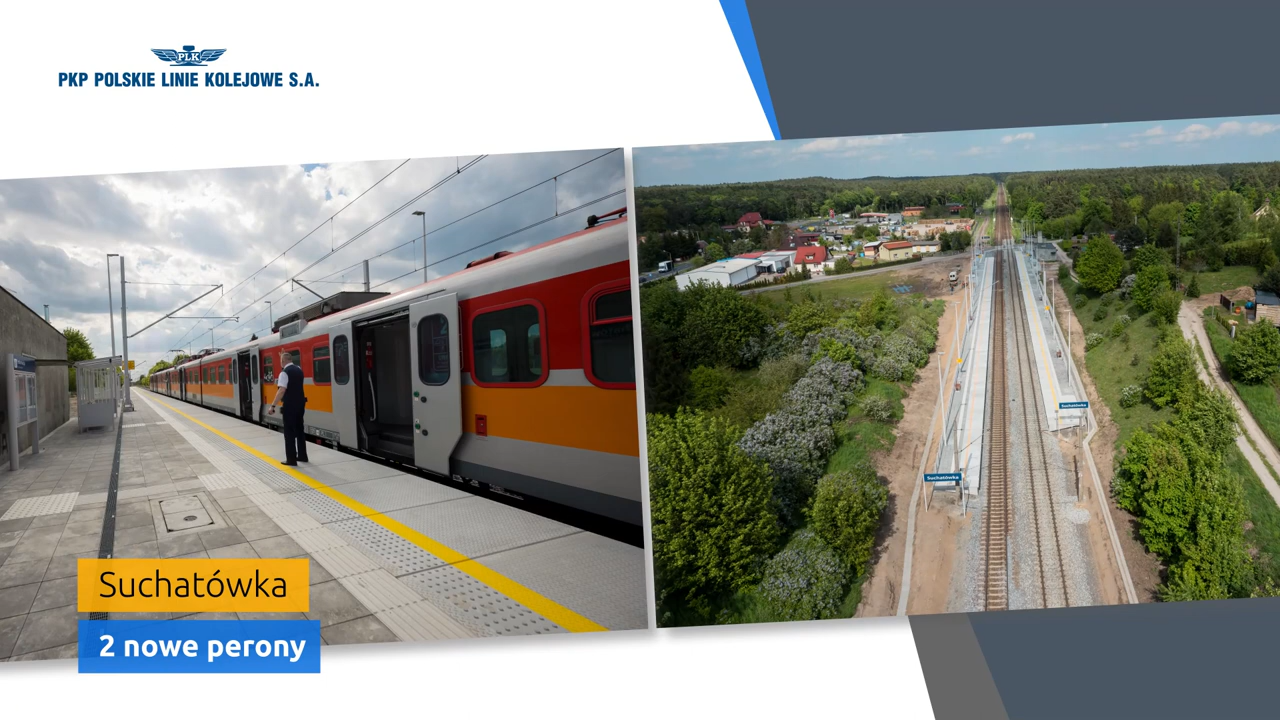 PLK
PKP POLSKIE LINIE KOLEJOWE S.A.
Suchatówka
Suchatówka
Suchatówka
2 nowe perony